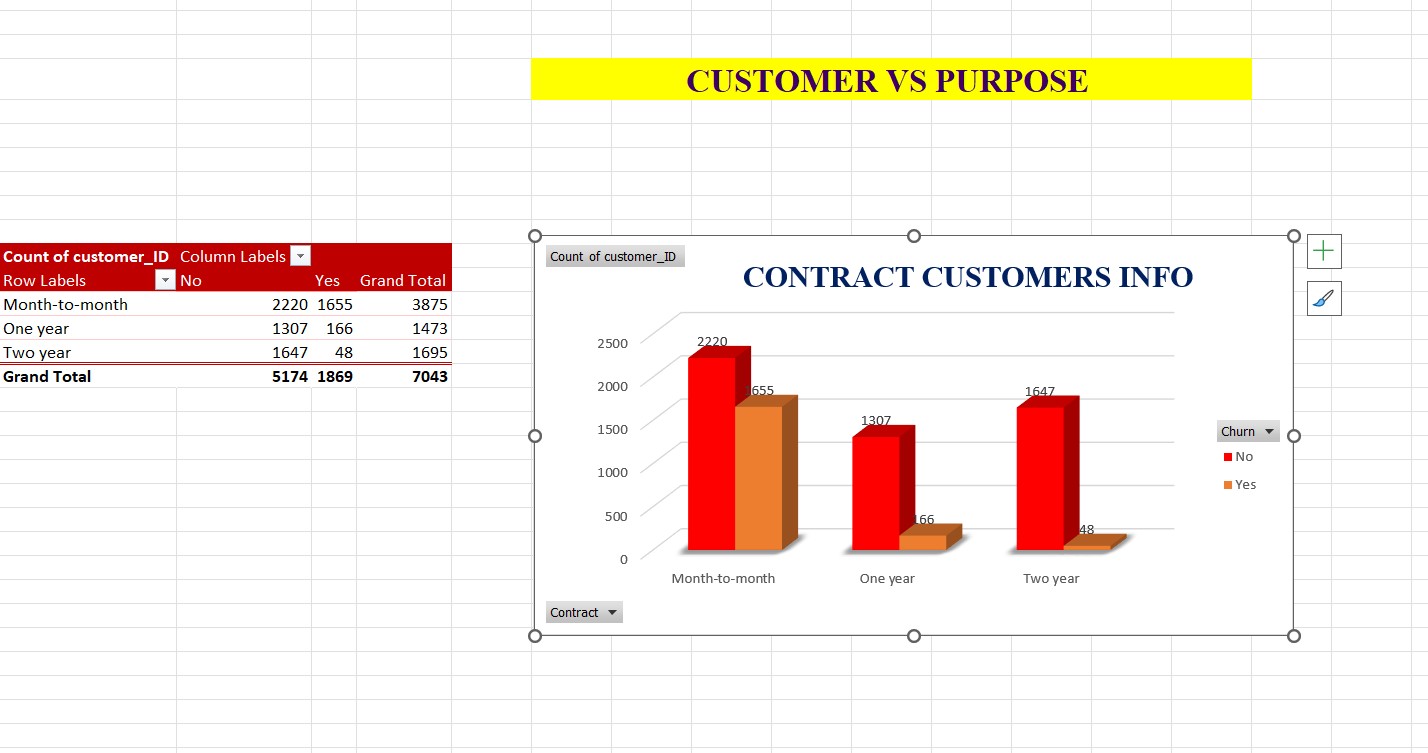 CUSTOMER VS PURPOSE
Count of customer_ID Column Labels
Row Labels No Yes Grand Total
Month-to-month 2220 1655 3875
One year 1307 166 1473
Two year 1647 48 1695
Grand Total 5174 1869 7043
Count of customer_ID
CONTRACT CUSTOMERS INFO
2500
2000
1500
1000
500
0
2220
1655
1307
166
1647
48
Month-to-month One year Two year
Churn
No
Yes
Contract